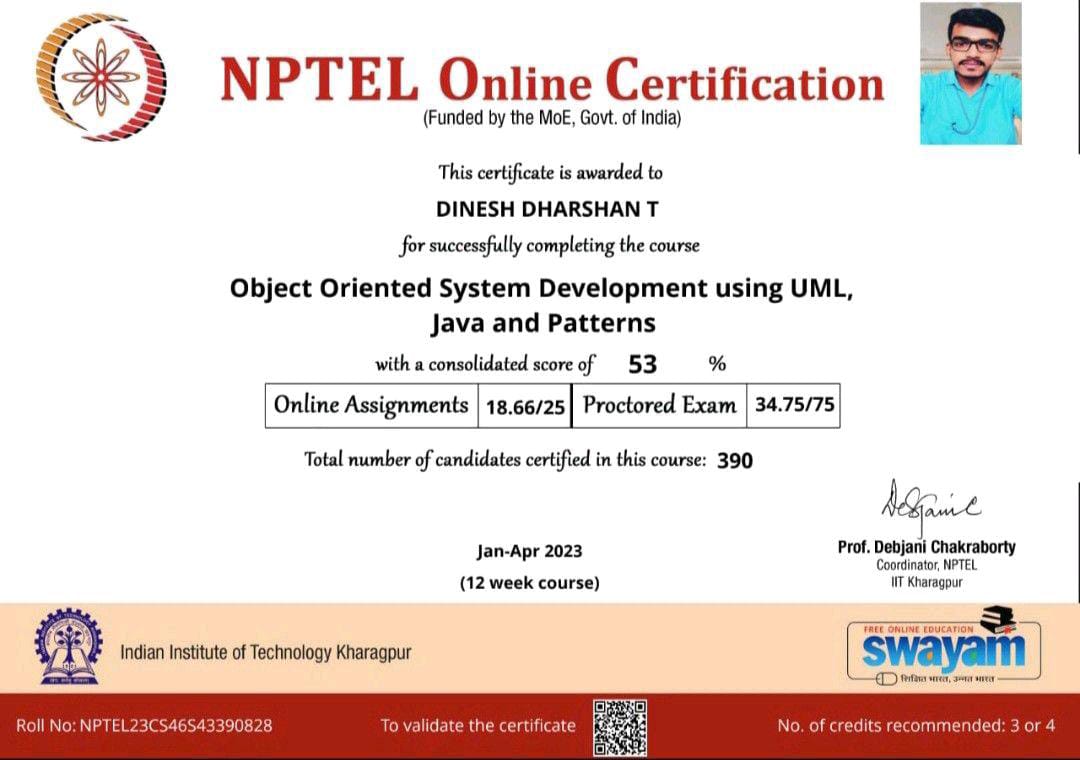 NPTEL Online Certification
(Funded by the MoE, Govt. of India)
This certificate is awarded to
DINESH DHARSHAN T
for successfully completing the course
Object Oriented System Development using UML,
Java and Patterns
with a consolidated score of 53 %
Online Assignments 18.66/25 Proctored Exam 34.75/75
Total number of candidates certified in this course: 390
Jan-Apr 2023
(12 week course)
Prof. Debjani Chakraborty
Coordinator, NPTEL
IIT Kharagpur
Indian Institute of Technology Kharagpur
FREE ONLINE EDUCATION
swayam
शिक्षित भारत, उन्नत भारत
Roll No: NPTEL23CS46S43390828 To validate the certificate No. of credits recommended: 3 or 4